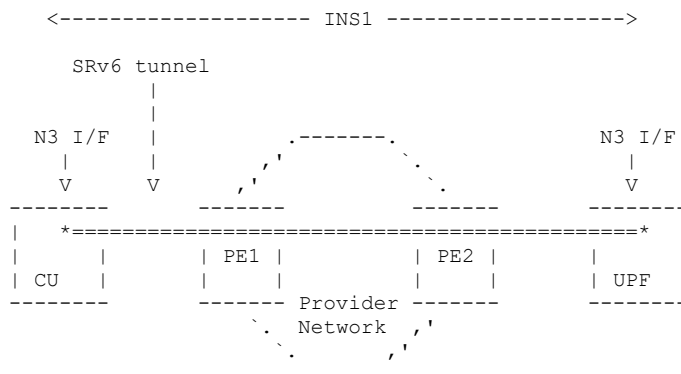 <-------------------- INS1 ------------------->
SRv6 tunnel
N3 I/F N3 I/F
CU PE1 PE2 UPF
Provider
Network